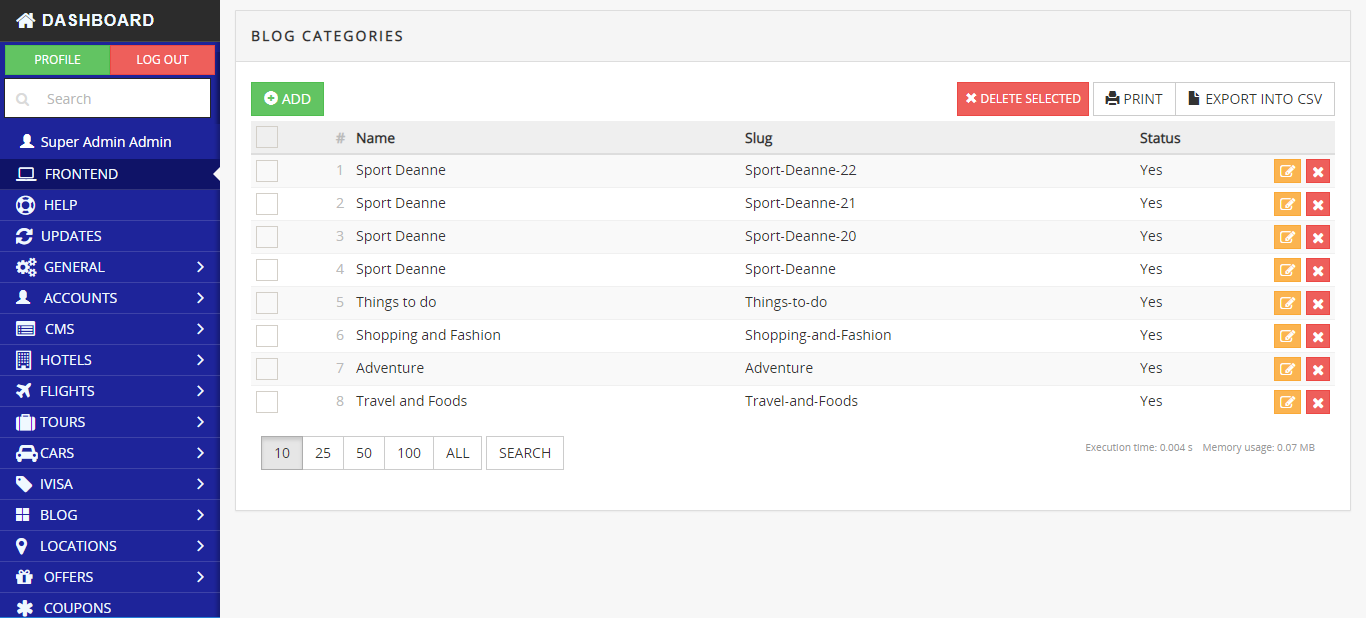 DASHBOARD
PROFILE LOG OUT
Search
Super Admin Admin
FRONTEND
HELP
UPDATES
GENERAL
ACCOUNTS
CMS
HOTELS
FLIGHTS
TOURS
CARS
IVISA
BLOG
LOCATIONS
OFFERS
COUPONS
BLOG CATEGORIES
ADD DELETE SELECTED PRINT EXPORT INTO CSV
# Name Slug Status
1 Sport Deanne Sport-Deanne-22 Yes
2 Sport Deanne Sport-Deanne-21 Yes
3 Sport Deanne Sport-Deanne-20 Yes
4 Sport Deanne Sport-Deanne Yes
5 Things to do Things-to-do Yes
6 Shopping and Fashion Shopping-and-Fashion Yes
7 Adventure Adventure Yes
8 Travel and Foods Travel-and-Foods Yes
10 25 50 100 ALL SEARCH Execution time: 0.004 s Memory usage: 0.07 MB